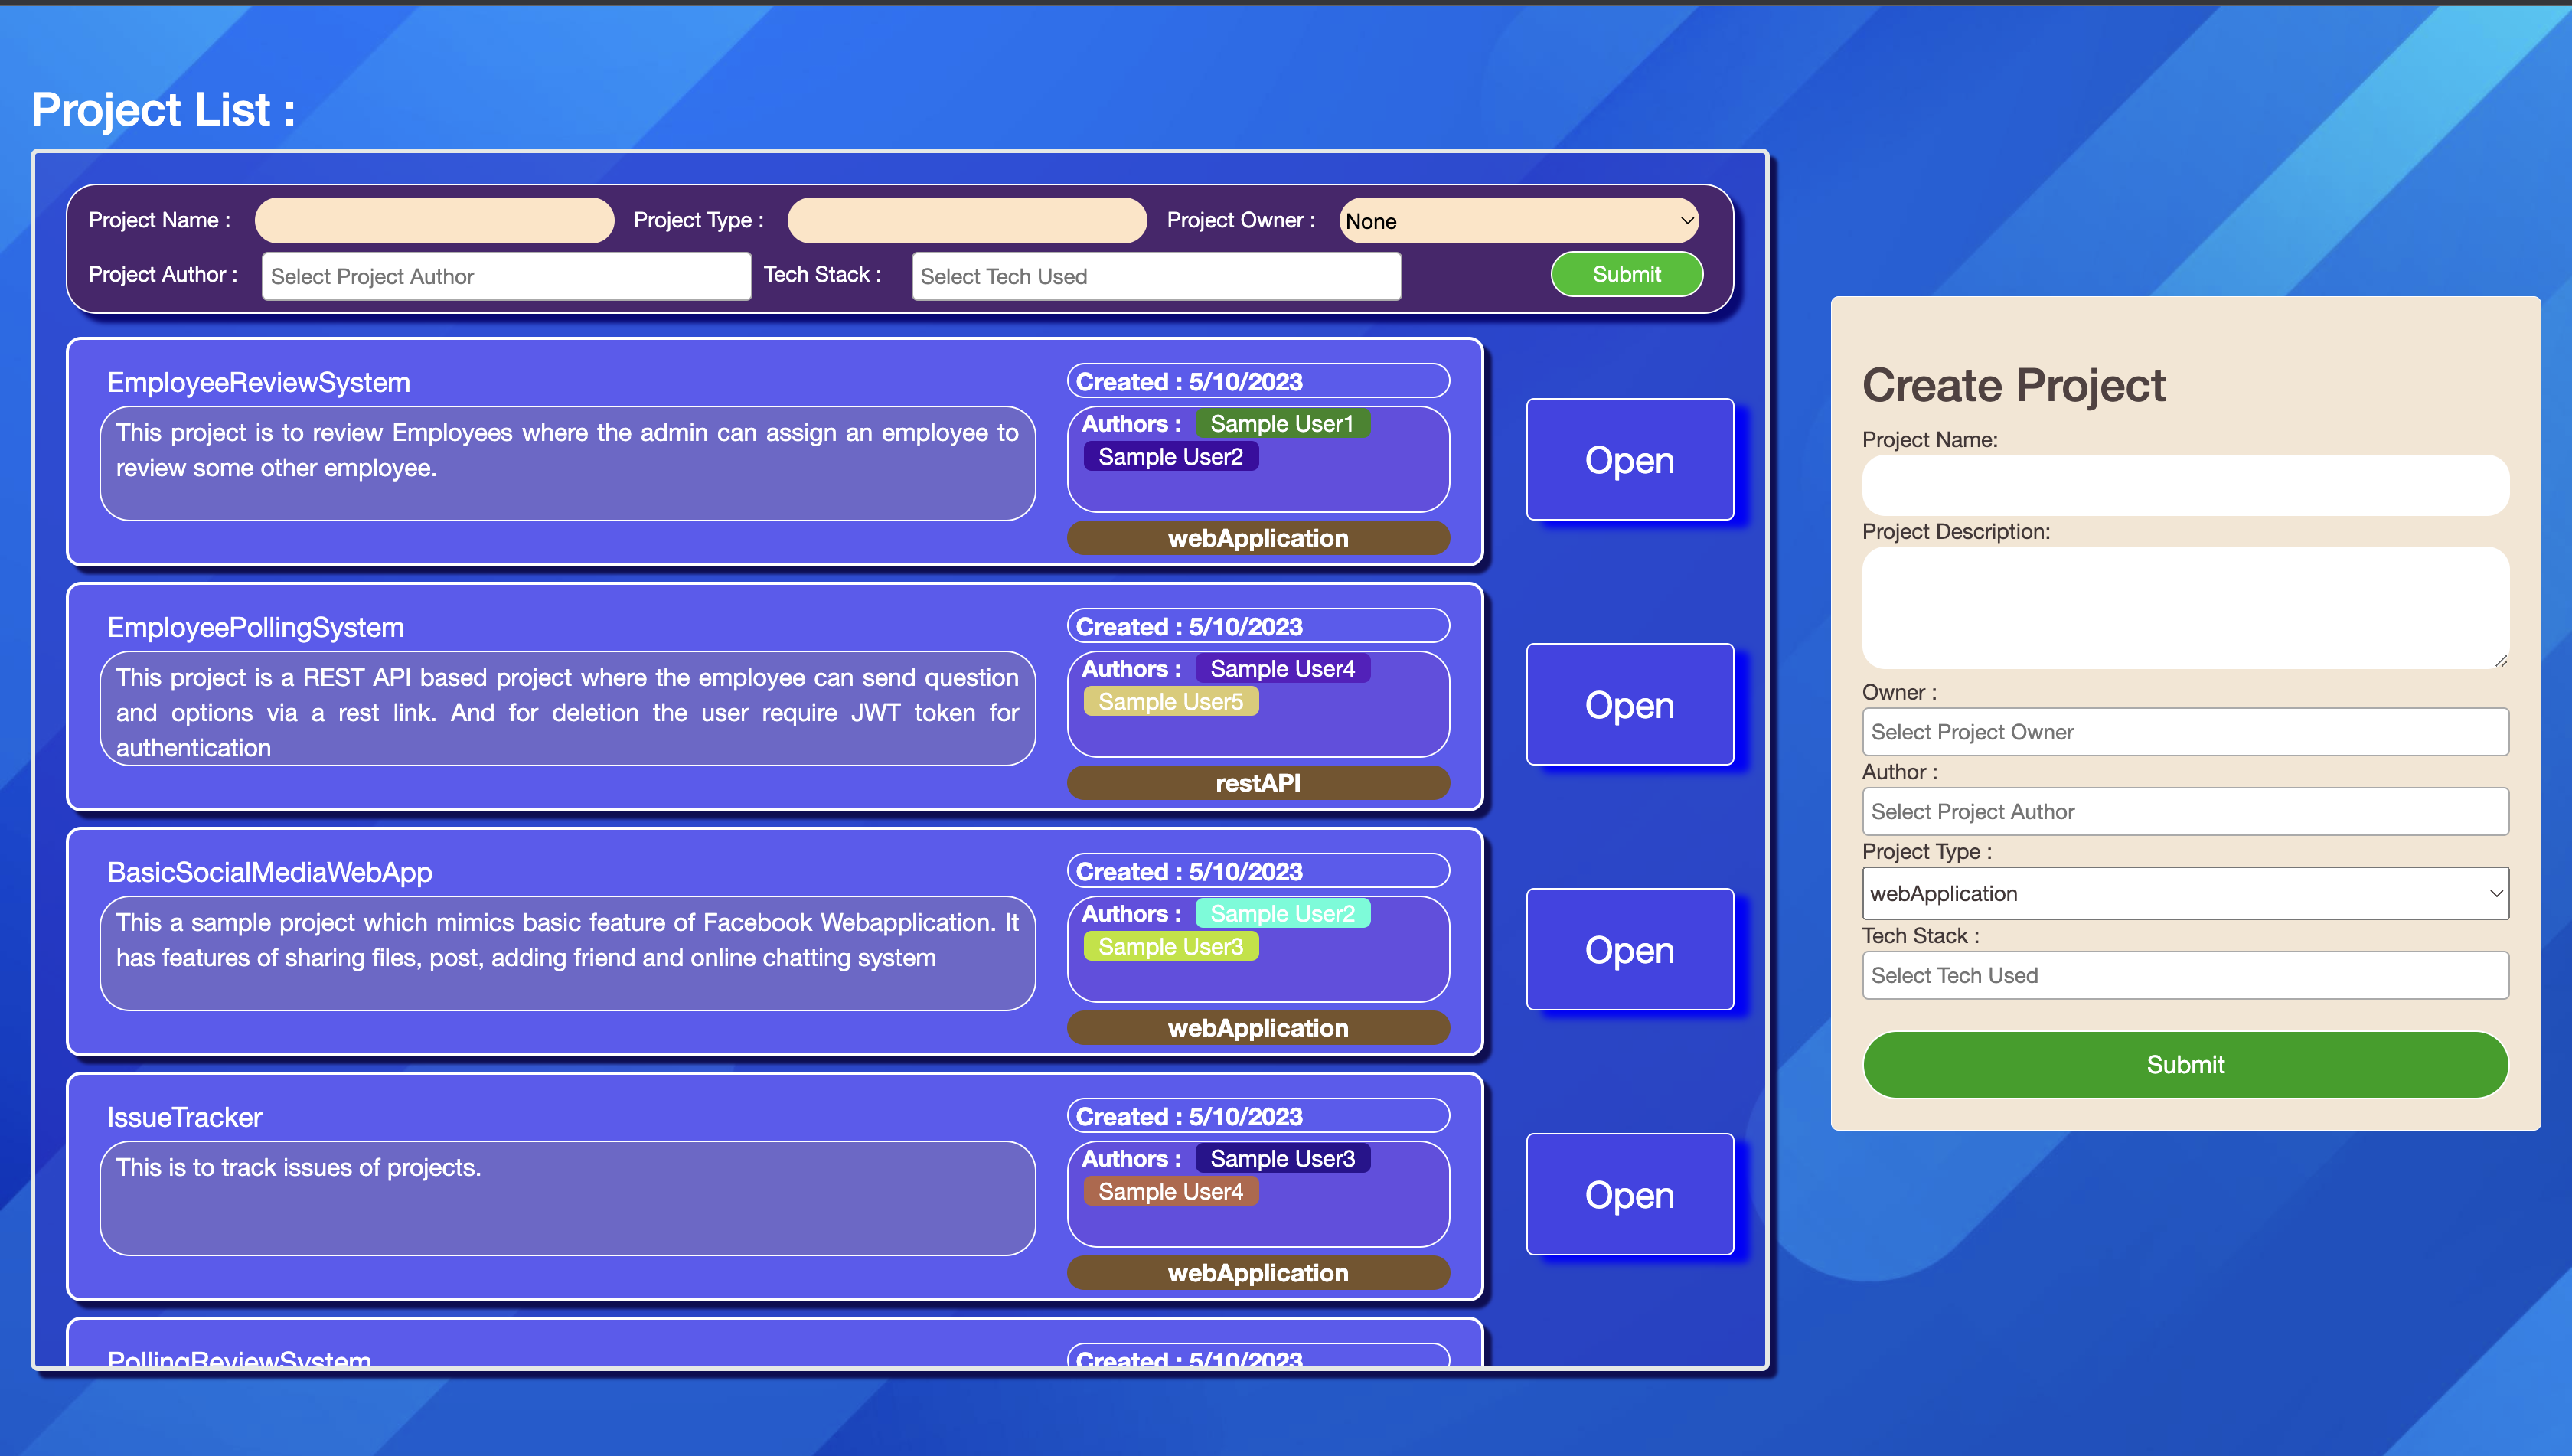 Project List :
Project Name : Project Type : Project Owner : None
Project Author : Select Project Author Tech Stack : Select Tech Used Submit
EmployeeReviewSystem
This project is to review Employees where the admin can assign an employee to
review some other employee.
Created : 5/10/2023
Authors : Sample User1
Sample User2
webApplication
Open
EmployeePollingSystem
This project is a REST API based project where the employee can send question
and options via a rest link. And for deletion the user require JWT token for
authentication
Created : 5/10/2023
Authors : Sample User4
Sample User5
restAPI
Open
BasicSocialMediaWebApp
This a sample project which mimics basic feature of Facebook Webapplication. It
has features of sharing files, post, adding friend and online chatting system
Created : 5/10/2023
Authors : Sample User2
Sample User3
webApplication
Open
IssueTracker
This is to track issues of projects.
Created : 5/10/2023
Authors : Sample User3
Sample User4
webApplication
Open
PollingReviewSystem
Created : 5/10/2023
Create Project
Project Name:
Project Description:
Owner :
Select Project Owner
Author :
Select Project Author
Project Type :
webApplication
Tech Stack :
Select Tech Used
Submit